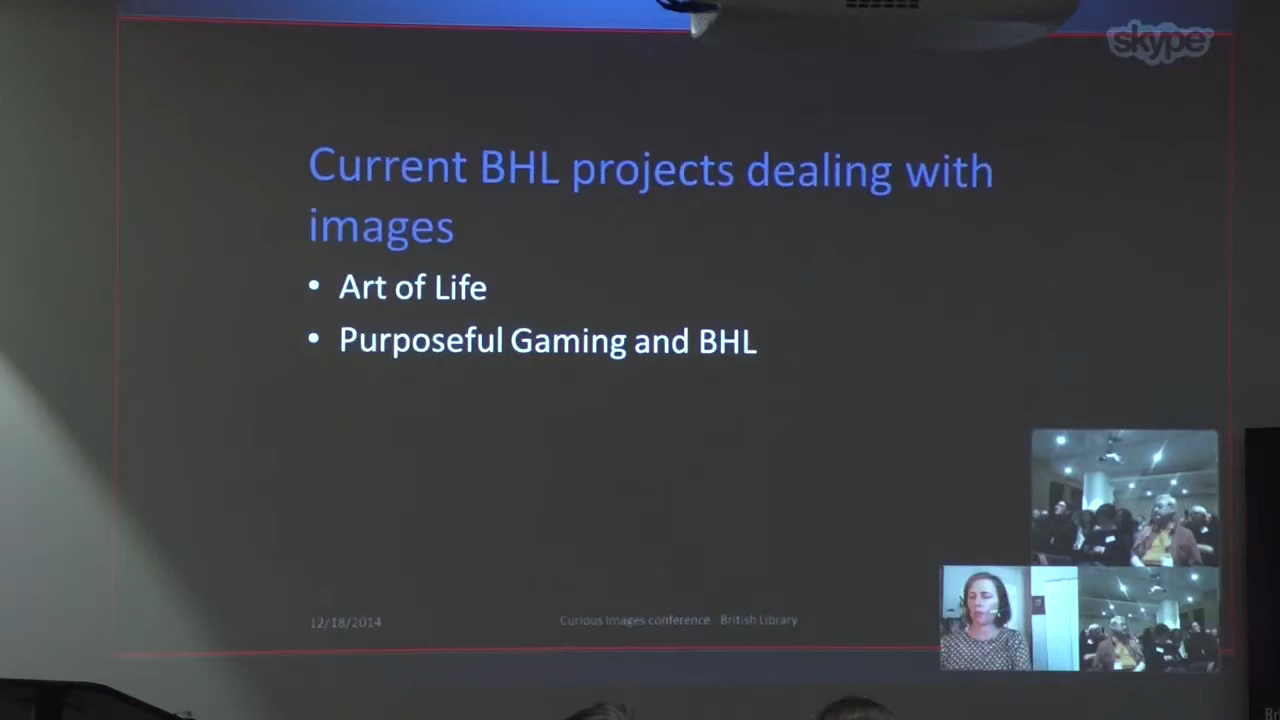 skype
Current BHL projects dealing with
images
• Art of Life
• Purposeful Gaming and BHL
12/18/2014
Curious Images conference British Library